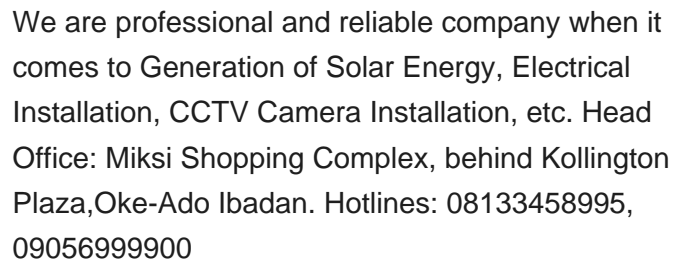 We are professional and reliable company when it
comes to Generation of Solar Energy, Electrical
Installation, CCTV Camera Installation, etc. Head
Office: Miksi Shopping Complex, behind Kollington
Plaza,Oke-Ado Ibadan. Hotlines: 08133458995,
09056999900